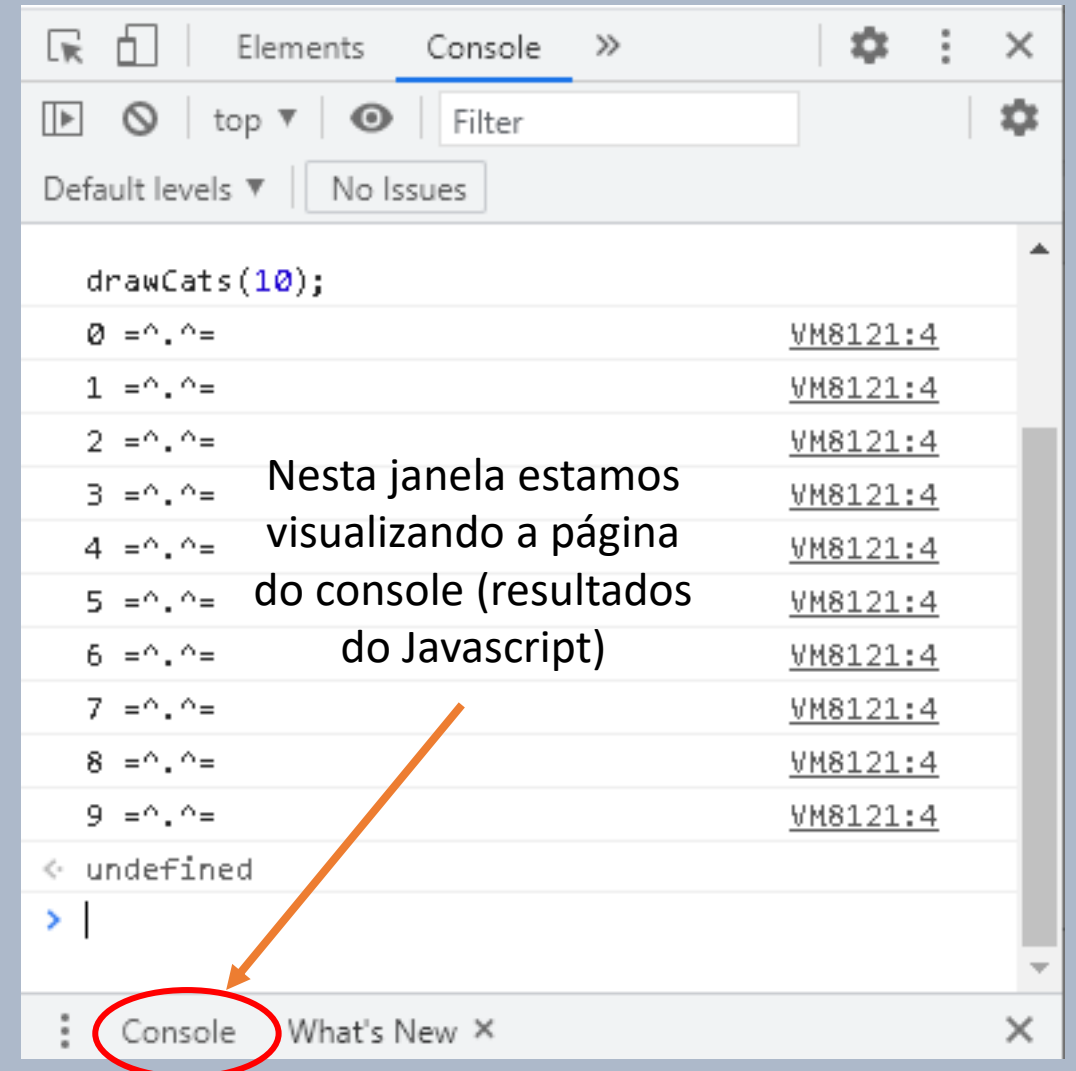 Elements Console »
top ▼ Filter
Default levels ▼ No Issues
drawCats(10);
0 =^.^= VM8121:4
1 =^.^= VM8121:4
2 =^.^= VM8121:4
3 =^.^= VM8121:4
4 =^.^= VM8121:4
5 =^.^= VM8121:4
6 =^.^= VM8121:4
7 =^.^= VM8121:4
8 =^.^= VM8121:4
9 =^.^= VM8121:4
undefined
Nesta janela estamos
visualizando a página
do console (resultados
do Javascript)
Console What's New ×